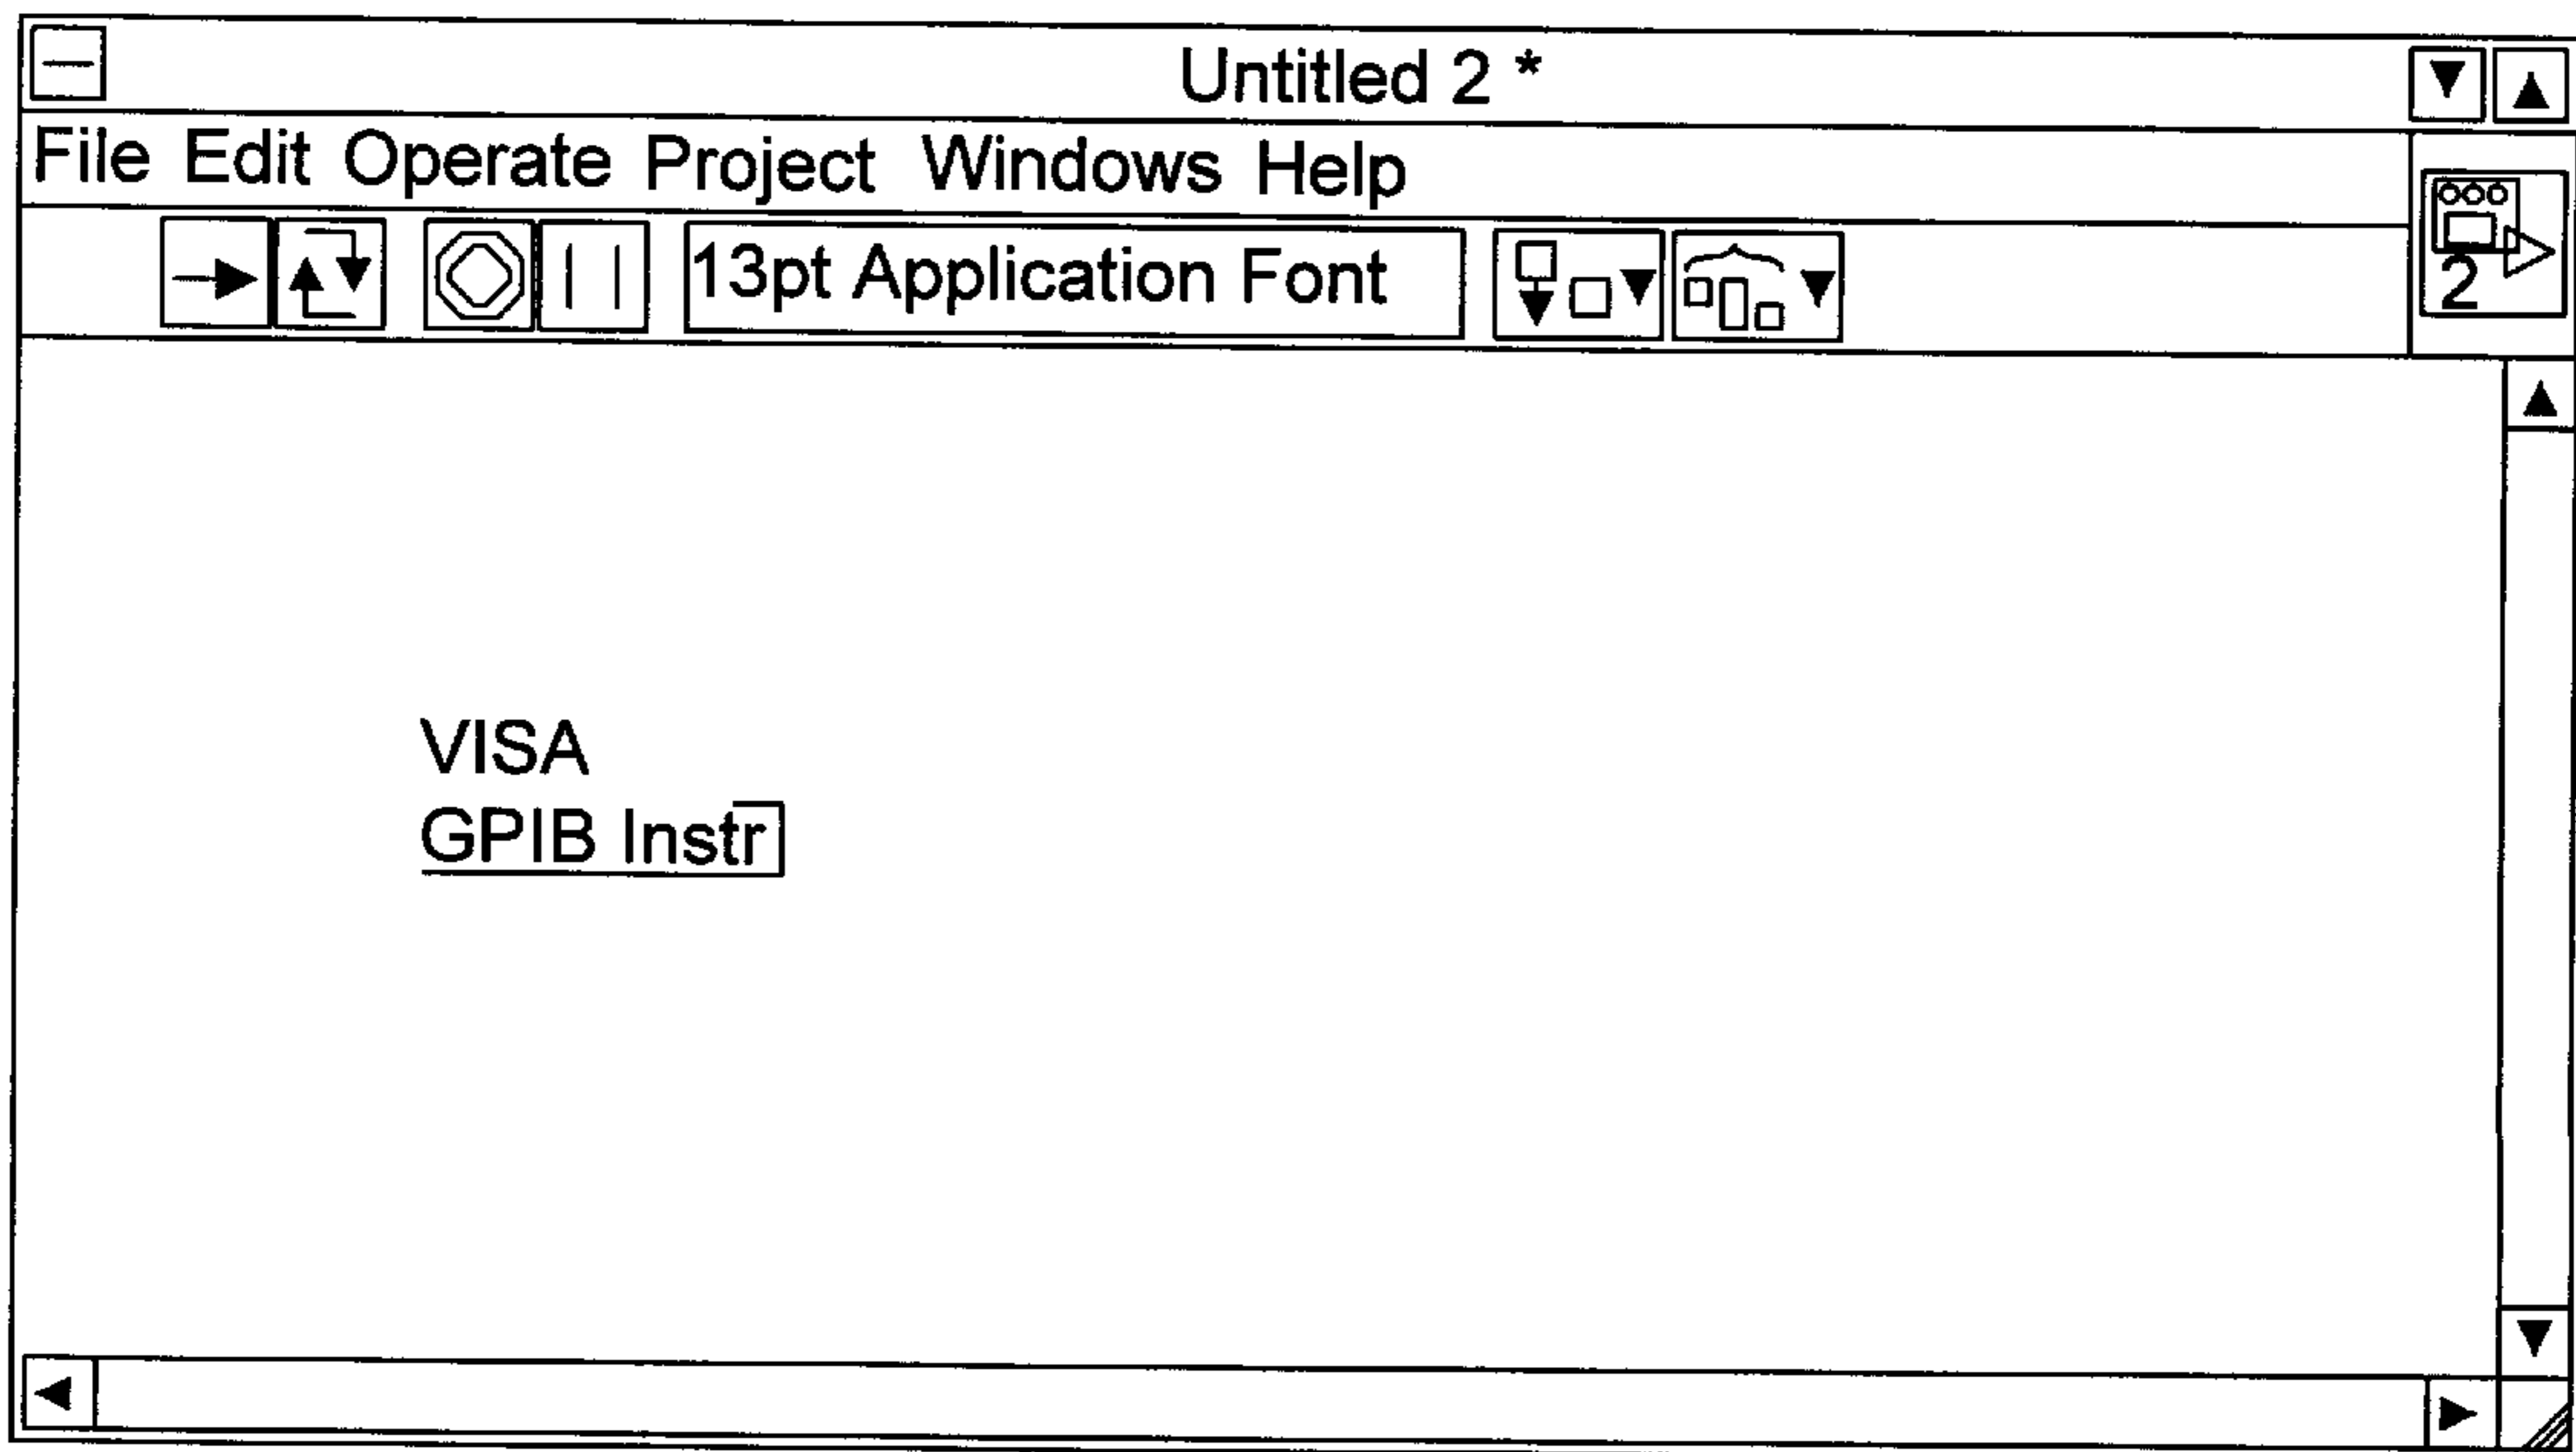 Untitled 2 *
File Edit Operate Project Windows Help
13pt Application Font
2
VISA
GPIB Instr